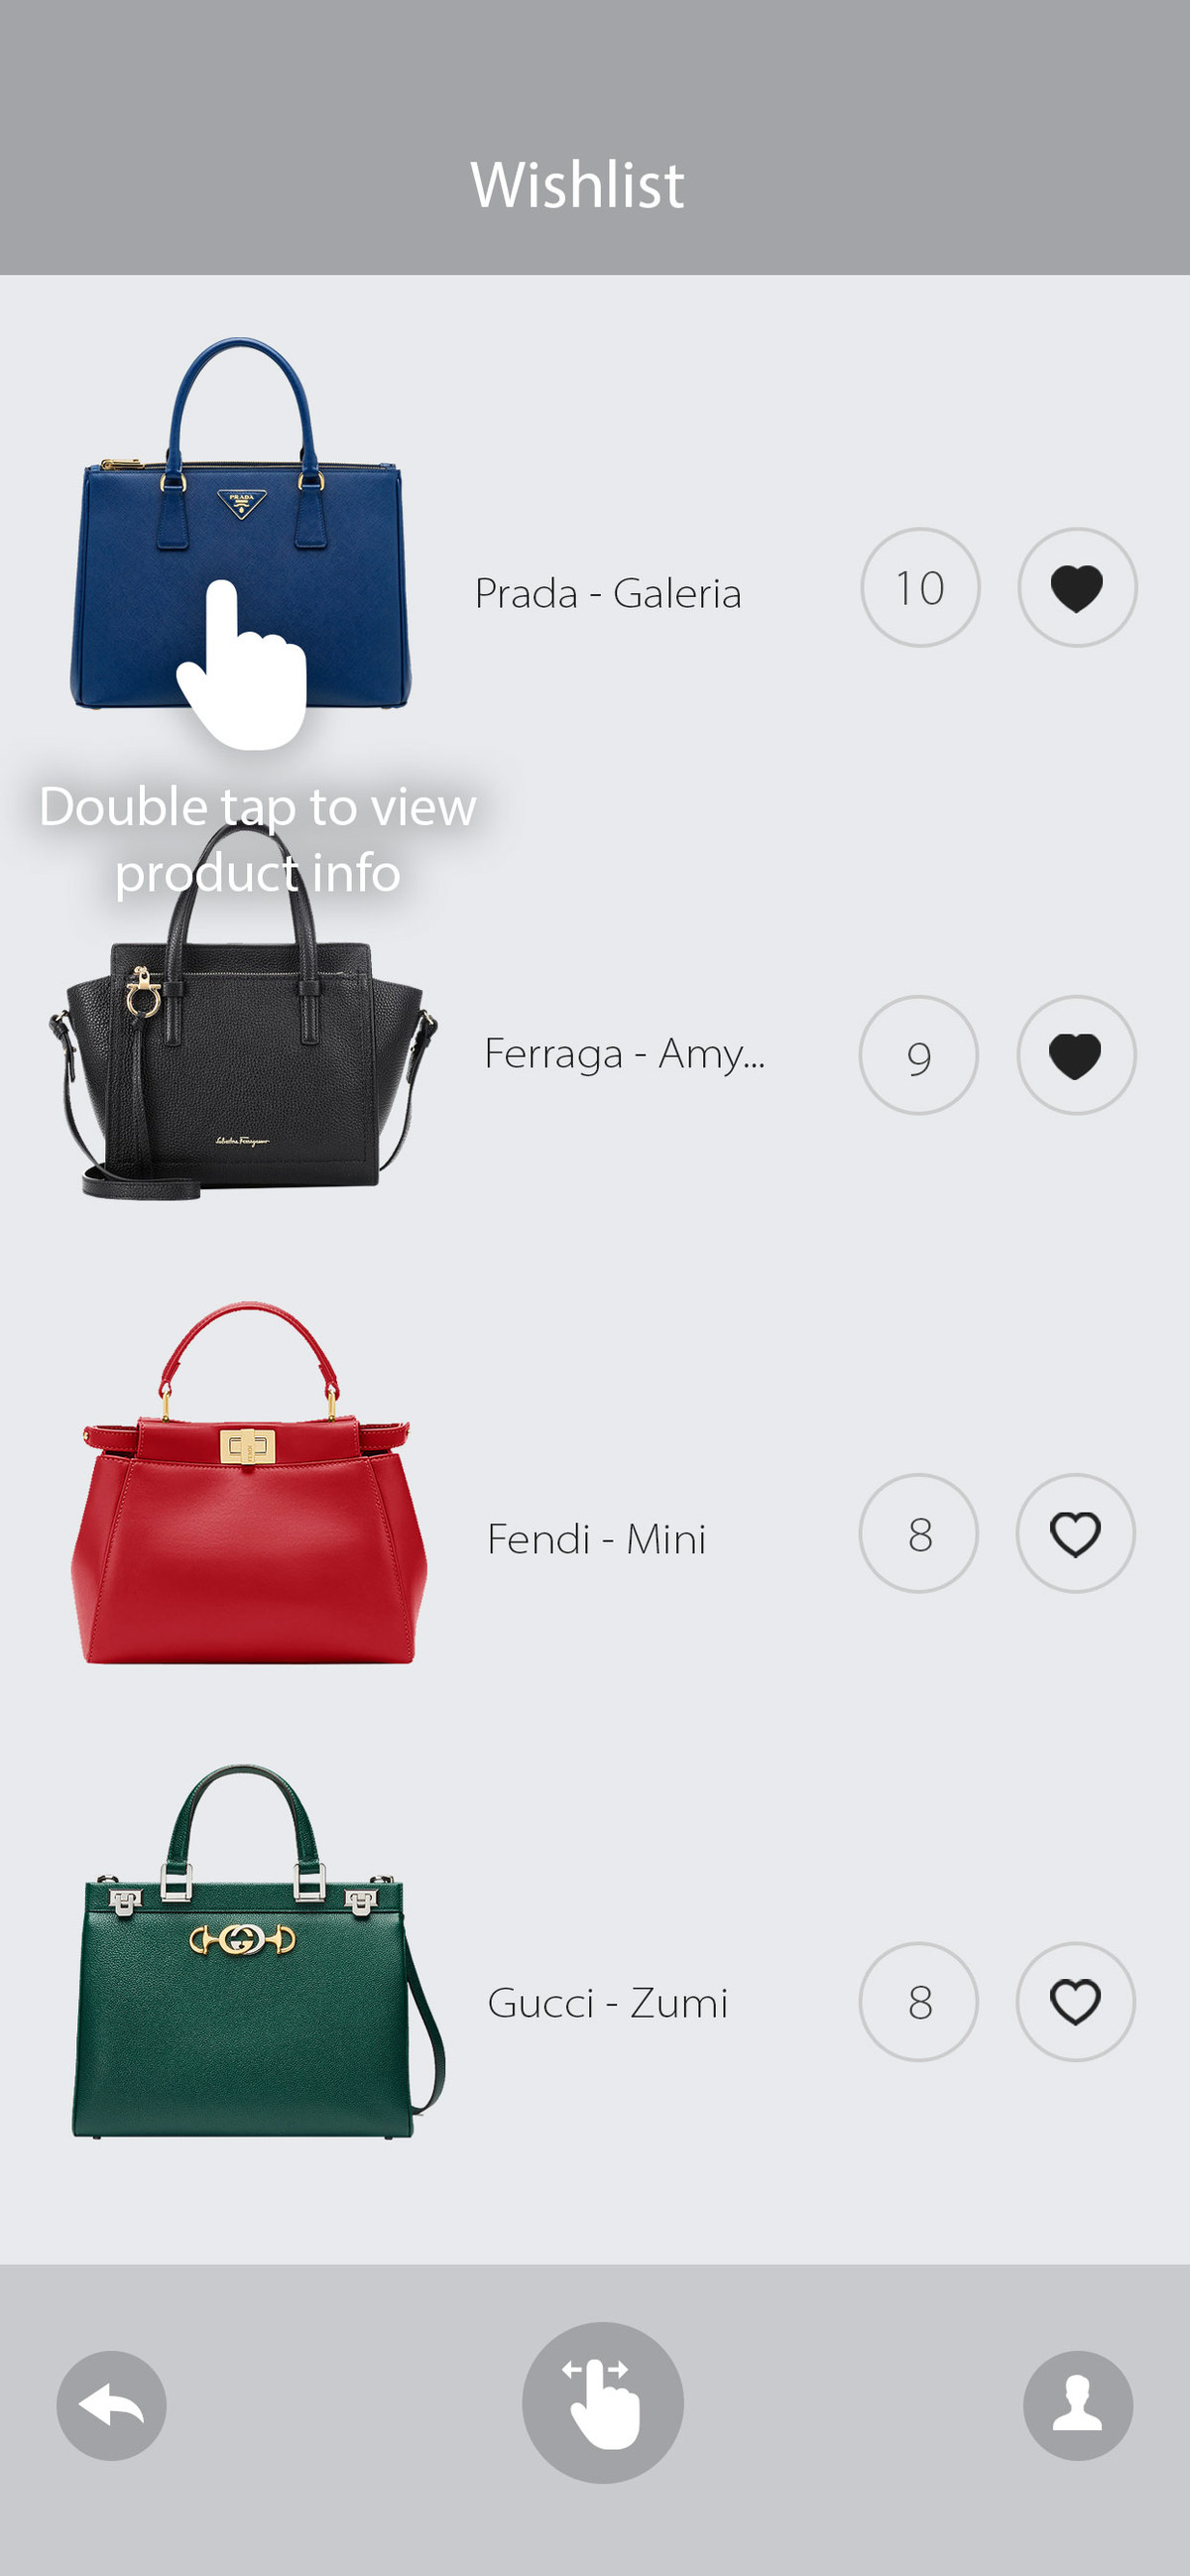 Wishlist
PRADA
Prada - Galeria
10
Double tap to view
product info
Ferraga - Amy...
9
Salvatore Ferragamo
FENDI
Fendi - Mini
8
Gucci - Zumi
8